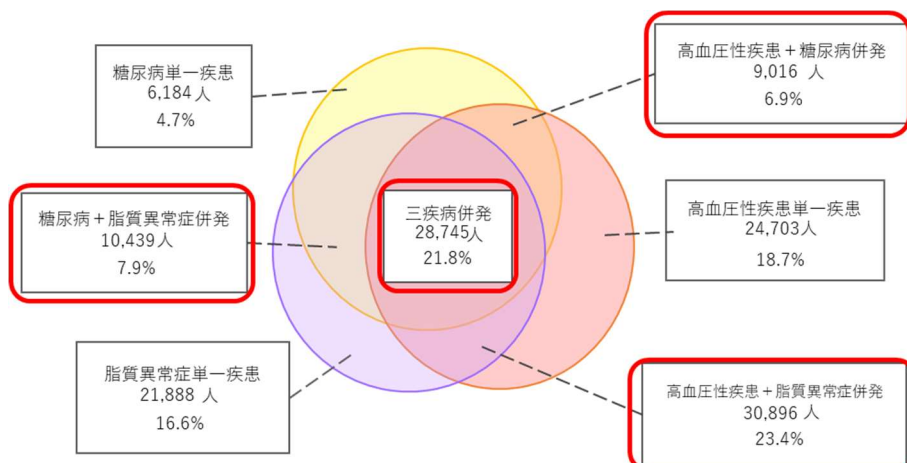 糖尿病単一疾患
6,184人
4.7%
高血圧性疾患＋糖尿病併発
9,016 人
6.9%
糖尿病＋脂質異常症併発
10,439人
7.9%
三疾病併発
28,745人
21.8%
高血圧性疾患単一疾患
24,703人
18.7%
脂質異常症単一疾患
21,888 人
16.6%
高血圧性疾患＋脂質異常症併発
30,896 人
23.4%